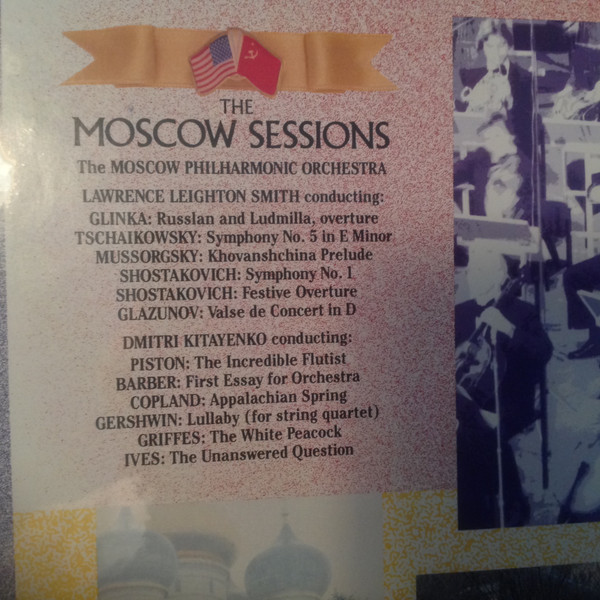 THE
MOSCOW SESSIONS
The MOSCOW PHILHARMONIC ORCHESTRA
LAWRENCE LEIGHTON SMITH conducting:
GLINKA: Russlan and Ludmilla, overture
TSCHAIKOWSKY: Symphony No. 5 in E Minor
MUSSORGSKY: Khovanshchina Prelude
SHOSTAKOVICH: Symphony No. 1
SHOSTAKOVICH: Festive Overture
GLAZUNOV: Valse de Concert in D
DMITRI KITAYENKO conducting:
PISTON: The Incredible Flutist
BARBER: First Essay for Orchestra
COPLAND: Appalachian Spring
GERSHWIN: Lullaby (for string quartet)
GRIFFES: The White Peacock
IVES: The Unanswered Question